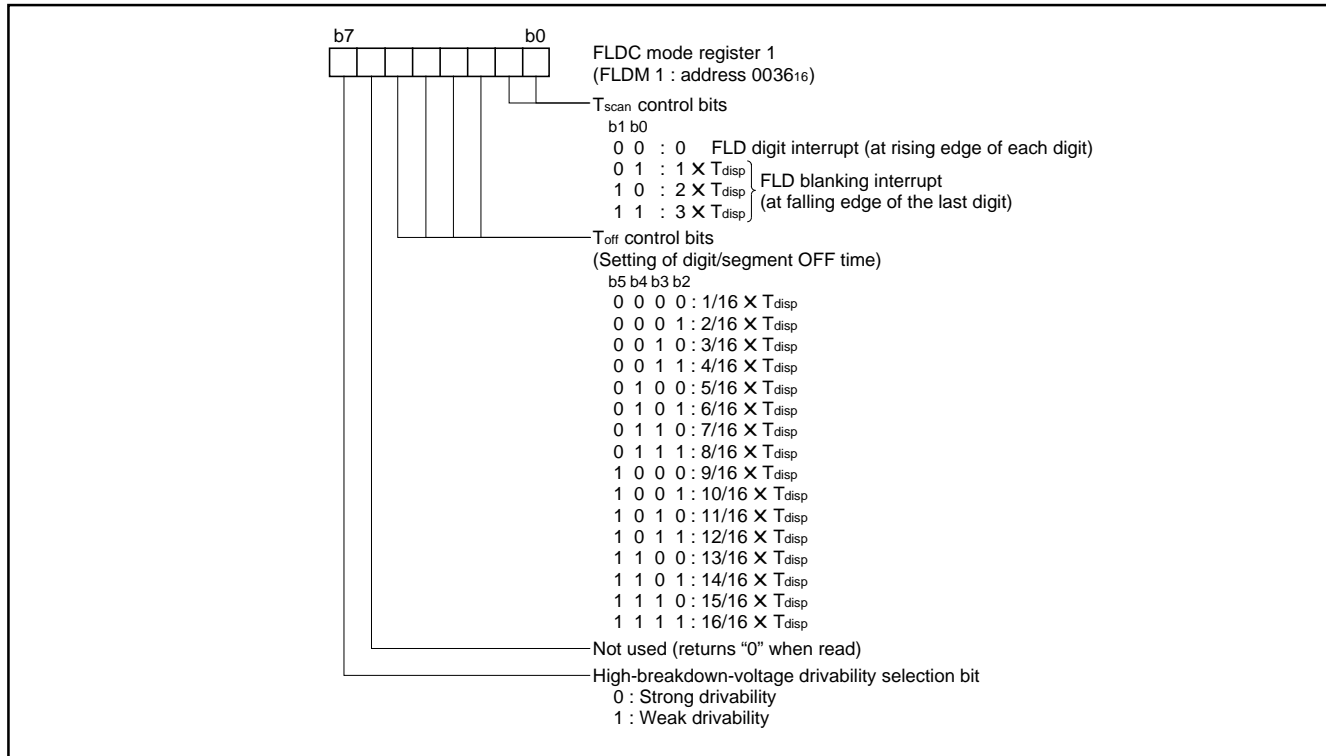 b7 b0
FLDC mode register 1
(FLDM 1 : address 003616)
Tscan control bits
b1 b0
0 0 : 0 FLD digit interrupt (at rising edge of each digit)
0 1 : 1 ✕ Tdisp
1 0 : 2 ✕ Tdisp
1 1 : 3 ✕ Tdisp
FLD blanking interrupt
(at falling edge of the last digit)
Toff control bits
(Setting of digit/segment OFF time)
b5 b4 b3 b2
0 0 0 0 : 1/16 ✕ Tdisp
0 0 0 1 : 2/16 ✕ Tdisp
0 0 1 0 : 3/16 ✕ Tdisp
0 0 1 1 : 4/16 ✕ Tdisp
0 1 0 0 : 5/16 ✕ Tdisp
0 1 0 1 : 6/16 ✕ Tdisp
0 1 1 0 : 7/16 ✕ Tdisp
0 1 1 1 : 8/16 ✕ Tdisp
1 0 0 0 : 9/16 ✕ Tdisp
1 0 0 1 : 10/16 ✕ Tdisp
1 0 1 0 : 11/16 ✕ Tdisp
1 0 1 1 : 12/16 ✕ Tdisp
1 1 0 0 : 13/16 ✕ Tdisp
1 1 0 1 : 14/16 ✕ Tdisp
1 1 1 0 : 15/16 ✕ Tdisp
1 1 1 1 : 16/16 ✕ Tdisp
Not used (returns “0” when read)
High-breakdown-voltage drivability selection bit
0 : Strong drivability
1 : Weak drivability